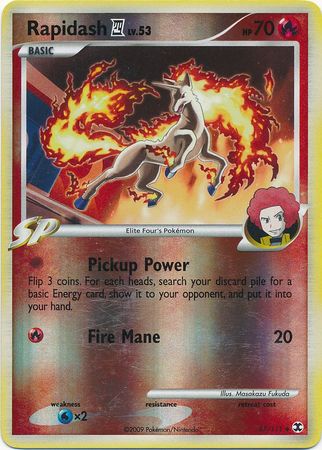 Rapidash 四 LV.53
HP 70
BASIC
SP
Elite Four's Pokémon
Pickup Power
Flip 3 coins. For each heads, search your discard pile for
a basic Energy card, show it to your opponent, and put it into
your hand.
Fire Mane 20
Illus. Masakazu Fukuda
weakness resistance retreat cost
×2
©2009 Pokémon/Nintendo